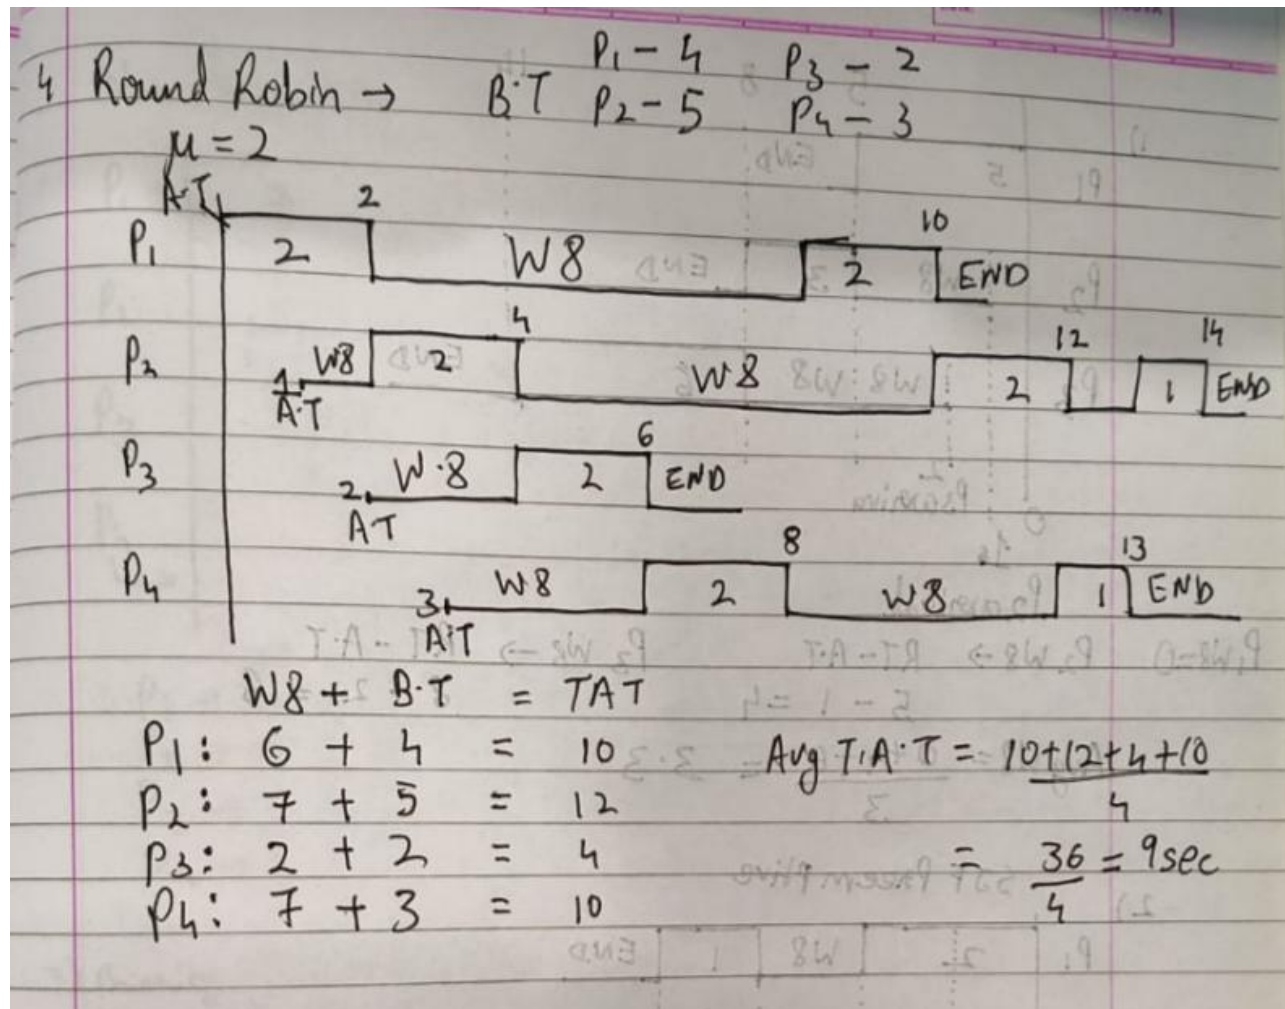 P1 - 4 P3 - 2
4 Round Robin → B.T P2 - 5 P4 - 3
μ = 2
A.T 2 10
P1 2 W8 2 END
4 12 14
P2 W8 2 W8 2 1 END
1
A.T
6
P3 W.8 2 END
2
AT
8 13
P4 W8 2 W8 1 END
3
A.T
W8 + B.T = TAT
P1: 6 + 4 = 10 Avg T.A.T = 10+12+4+10
P2: 7 + 5 = 12 4
P3: 2 + 2 = 4 = 36 = 9sec
P4: 7 + 3 = 10 4